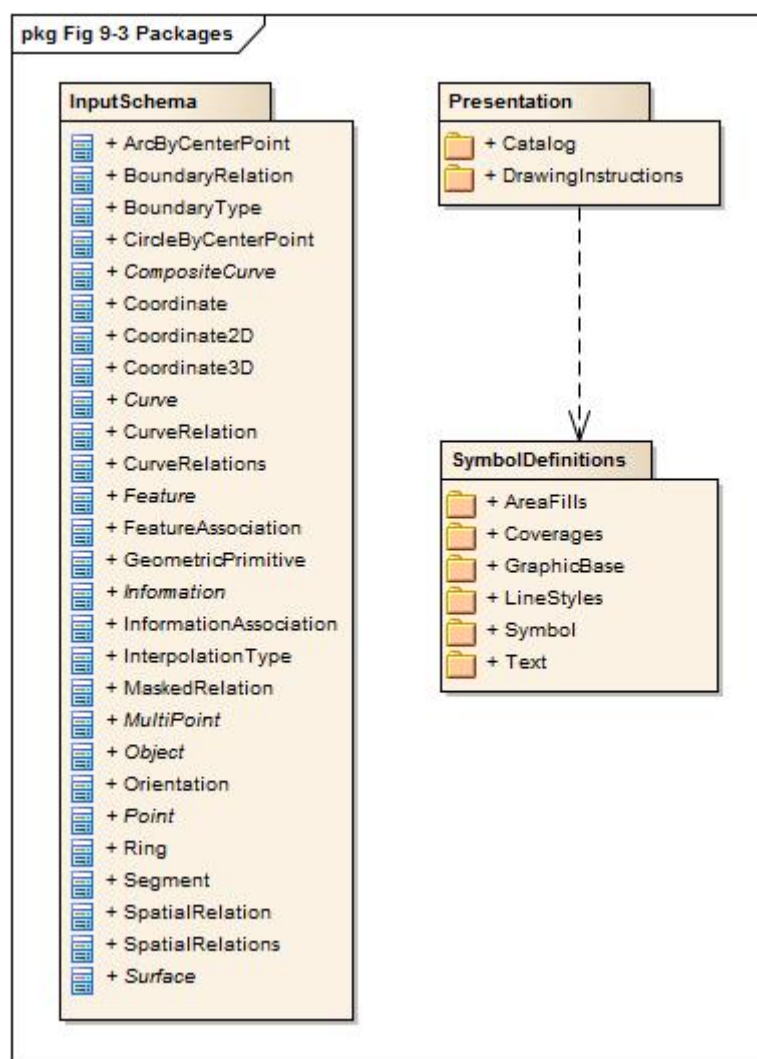 pkg Fig 9-3 Packages
InputSchema
+ ArcByCenterPoint
+ BoundaryRelation
+ BoundaryType
+ CircleByCenterPoint
+ CompositeCurve
+ Coordinate
+ Coordinate2D
+ Coordinate3D
+ Curve
+ CurveRelation
+ CurveRelations
+ Feature
+ FeatureAssociation
+ GeometricPrimitive
+ Information
+ InformationAssociation
+ InterpolationType
+ MaskedRelation
+ MultiPoint
+ Object
+ Orientation
+ Point
+ Ring
+ Segment
+ SpatialRelation
+ SpatialRelations
+ Surface
Presentation
+ Catalog
+ DrawingInstructions
SymbolDefinitions
+ AreaFills
+ Coverages
+ GraphicBase
+ LineStyles
+ Symbol
+ Text